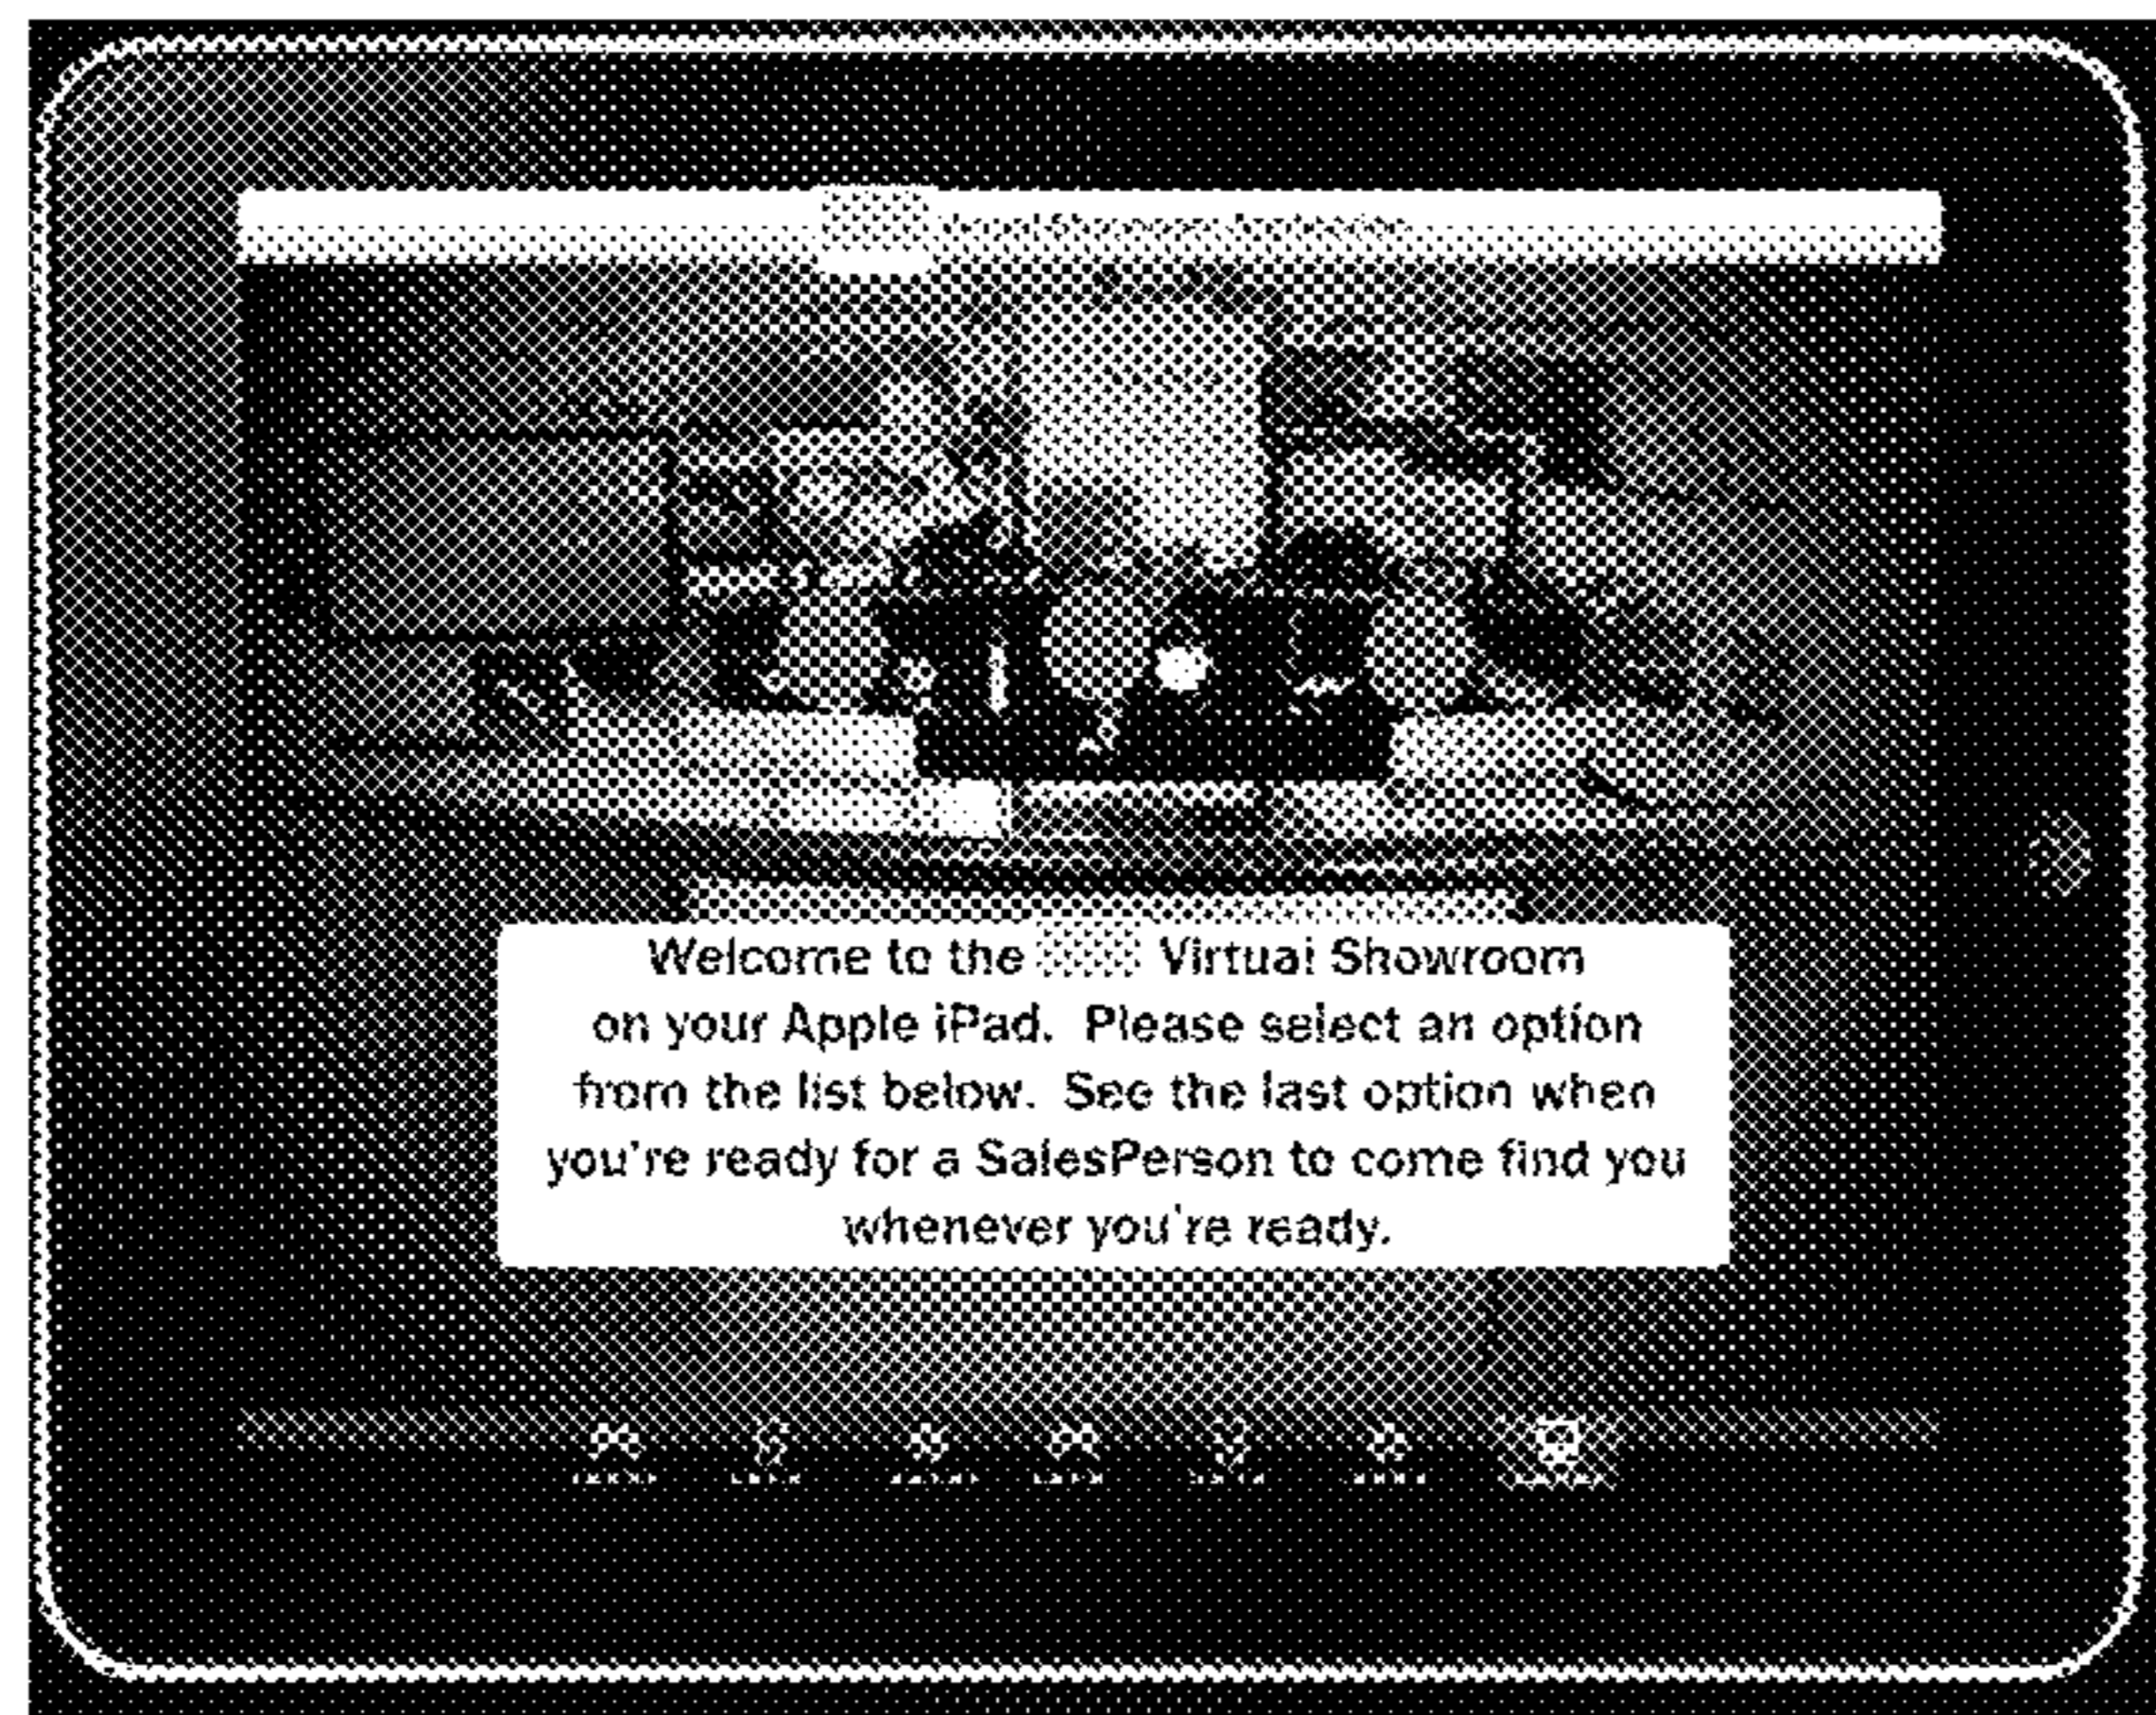 Welcome to the Virtual Showroom
on your Apple iPad. Please select an option
from the list below. See the last option when
you're ready for a SalesPerson to come find you
whenever you're ready.